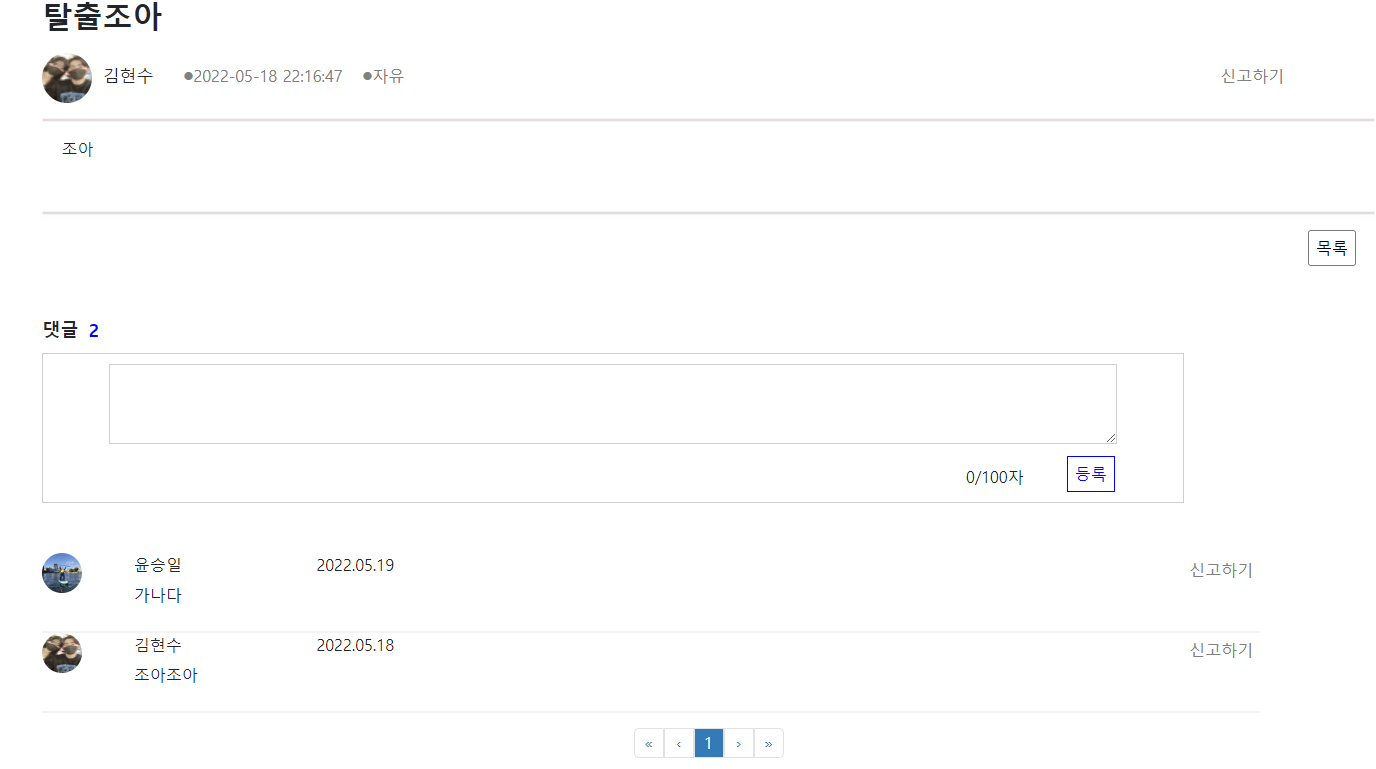 탈출조아
김현수 ●2022-05-18 22:16:47 ●자유 신고하기
조아
목록
댓글 2
0/100자 등록
윤승일 2022.05.19 신고하기
가나다
김현수 2022.05.18 신고하기
조아조아
« ‹ 1 › »